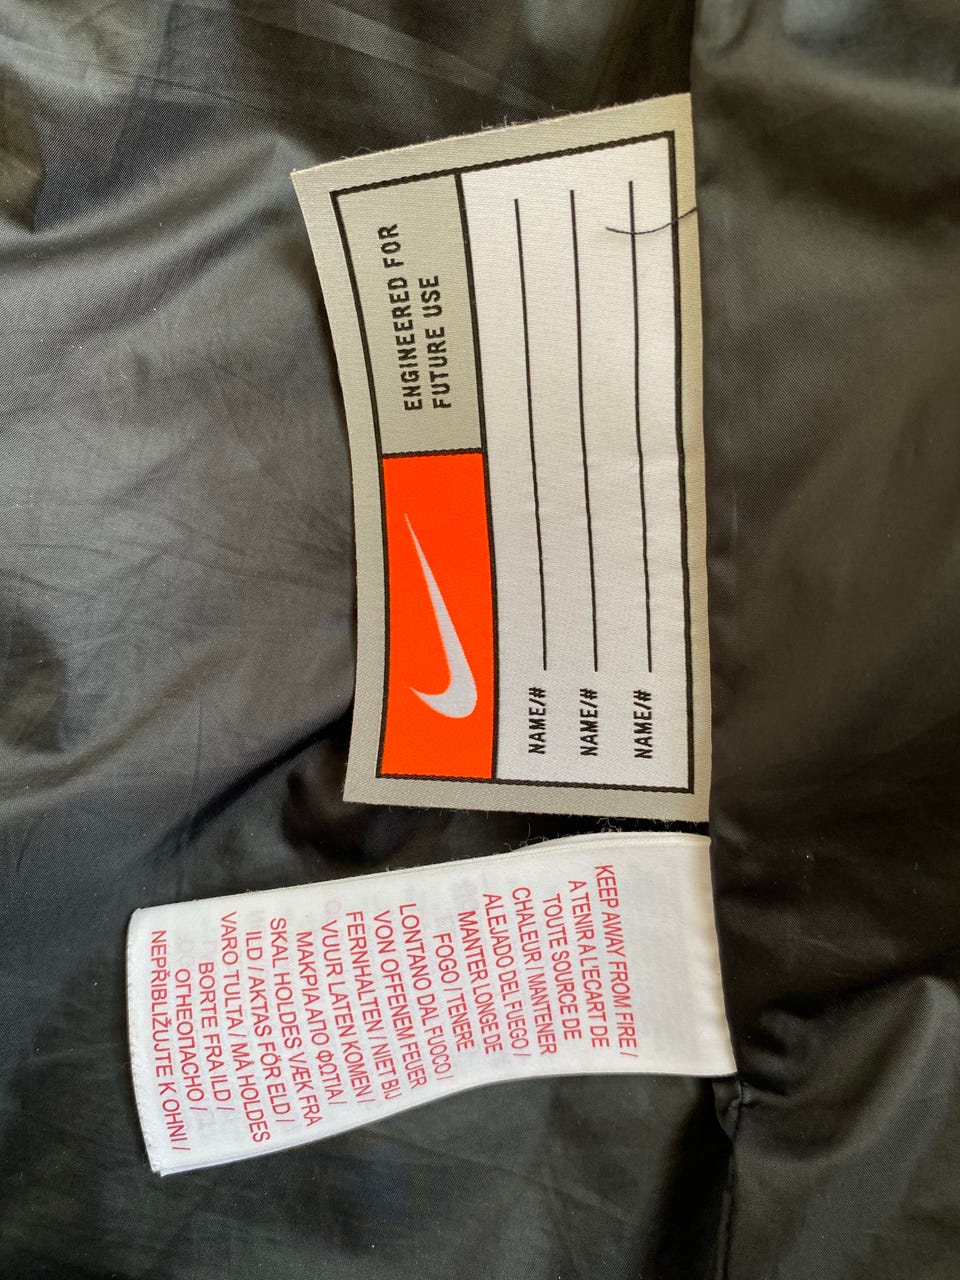 ENGINEERED FOR
FUTURE USE
NAME/#
NAME/#
NAME/#
KEEP AWAY FROM FIRE /
A TENIR A L'ECART DE
TOUTE SOURCE DE
CHALEUR / MANTENER
ALEJADO DEL FUEGO /
MANTER LONGE DE
FOGO / TENERE
LONTANO DAL FUOCO /
VON OFFENEM FEUER
FERNHALTEN / NIET BIJ
VUUR LATEN KOMEN /
ΜΑΚΡΙΑ ΑΠΟ ΦΩΤΙΑ /
SKAL HOLDES VÆK FRA
ILD / AKTAS FÖR ELD /
VARO TULTA / MÅ HOLDES
BORTE FRA ILD /
ОГНЕОПАСНО /
NEPŘIBLIŽUJTE K OHNI /